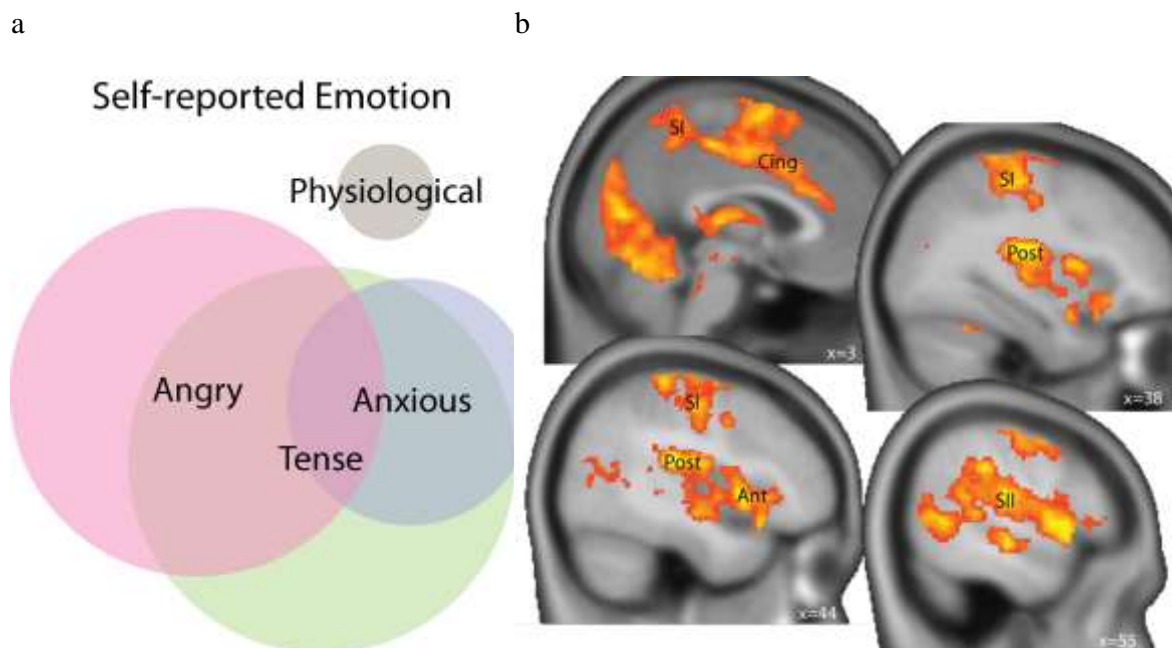 a
b
Self-reported Emotion
Physiological
Angry
Anxious
Tense
SI
Cing
x=3
SI
Post
x=38
SI
Post
Ant
x=44
SII
x=55